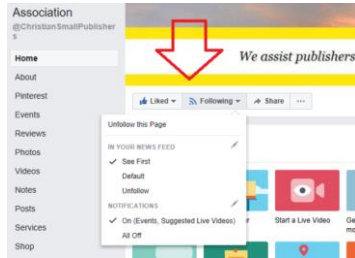 Association
@ChristianSmallPublisher
s
Home
About
Pinterest
Events
Reviews
Photos
Videos
Notes
Posts
Services
Shop
We assist publishers
Liked
Following
Share
Unfollow this Page
IN YOUR NEWS FEED
See First
Default
Unfollow
NOTIFICATIONS
On (Events, Suggested Live Videos)
All Off
Start a Live Video